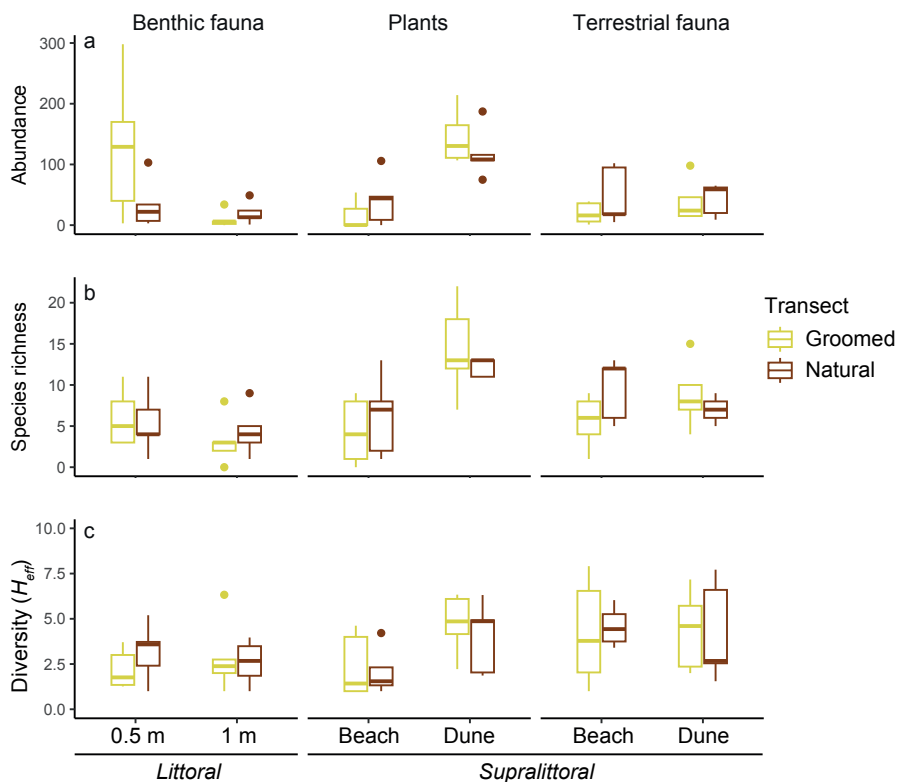 Benthic fauna Plants Terrestrial fauna
a
Abundance
300
200
100
0
b
Species richness
20
15
10
5
0
Transect
Groomed
Natural
c
Diversity (Heff)
10.0
7.5
5.0
2.5
0.0
0.5 m 1 m Beach Dune Beach Dune
Littoral Supralittoral